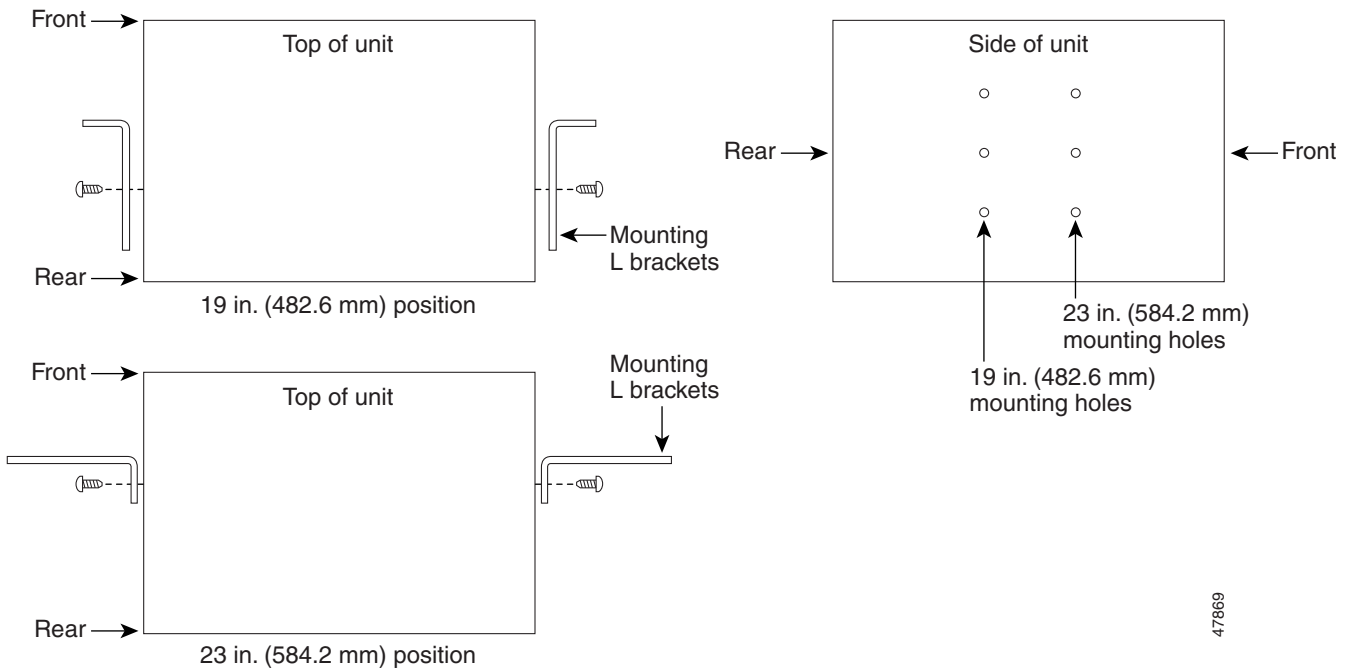 Front
Top of unit
Mounting
L brackets
Rear
19 in. (482.6 mm) position
Front
Top of unit
Mounting
L brackets
Rear
23 in. (584.2 mm) position
Side of unit
Rear
Front
23 in. (584.2 mm)
mounting holes
19 in. (482.6 mm)
mounting holes
47869